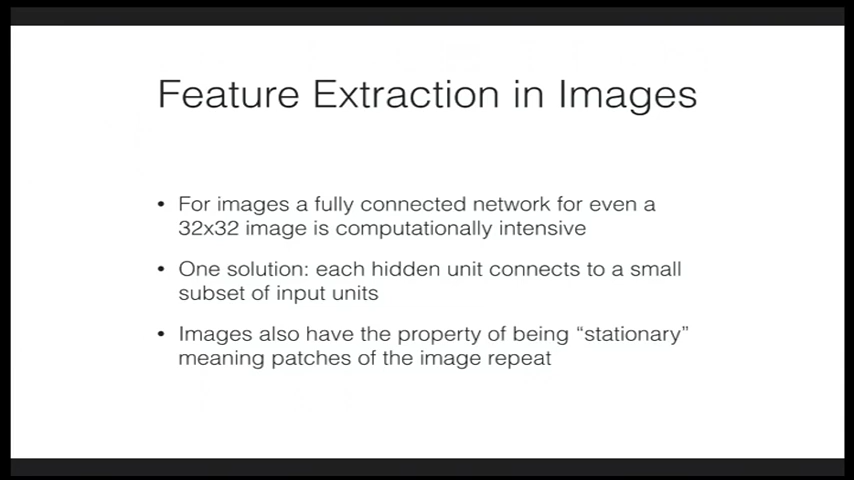 Feature Extraction in Images
• For images a fully connected network for even a
32x32 image is computationally intensive
• One solution: each hidden unit connects to a small
subset of input units
• Images also have the property of being “stationary”
meaning patches of the image repeat